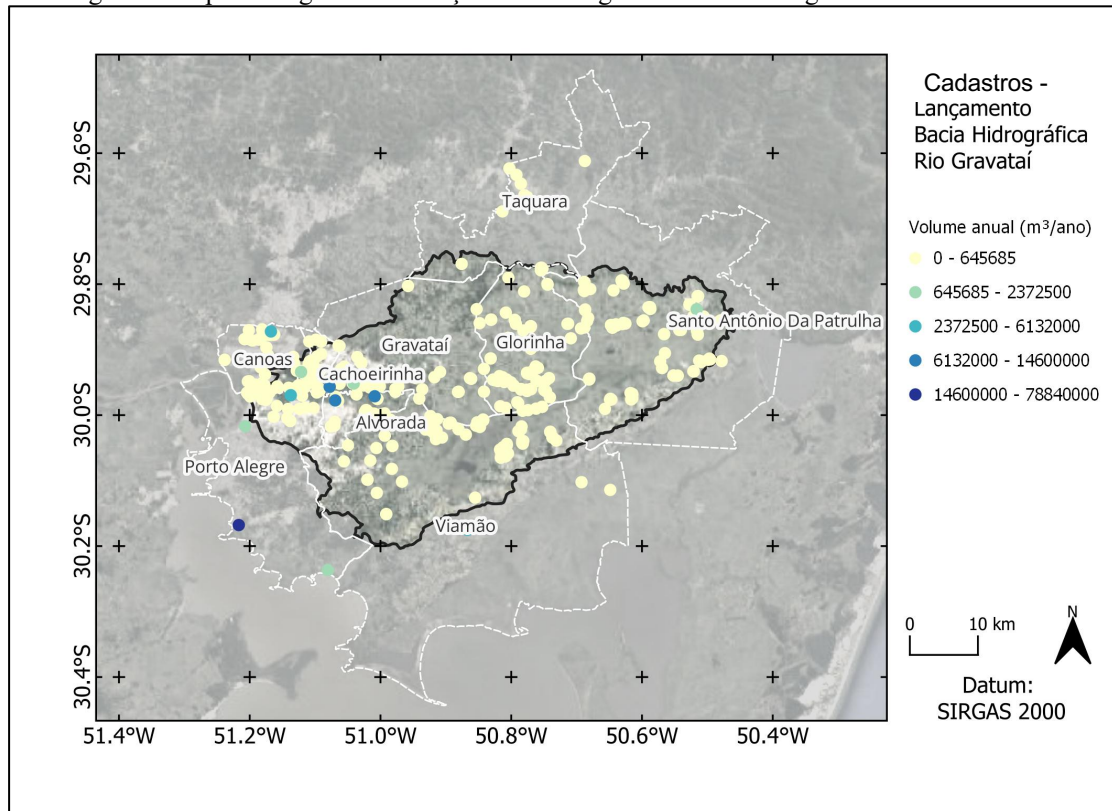 Cadastros -
Lançamento
Bacia Hidrográfica
Rio Gravataí
Volume anual (m³/ano)
0 - 645685
645685 - 2372500
2372500 - 6132000
6132000 - 14600000
14600000 - 78840000
29.6°S
29.8°S
30.0°S
30.2°S
30.4°S
Taquara
Santo Antônio Da Patrulha
Gravataí
Glorinha
Canoas
Cachoeirinha
Alvorada
Porto Alegre
Viamão
0 10 km
N
Datum:
SIRGAS 2000
51.4°W 51.2°W 51.0°W 50.8°W 50.6°W 50.4°W